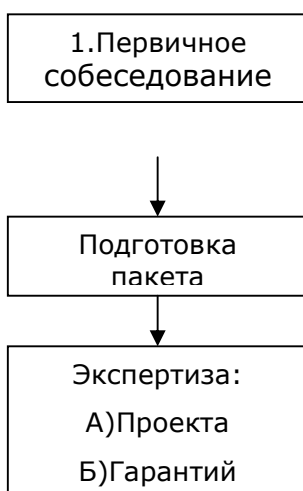 1.Первичное
собеседование
Подготовка
пакета
Экспертиза:
А)Проекта
Б)Гарантий